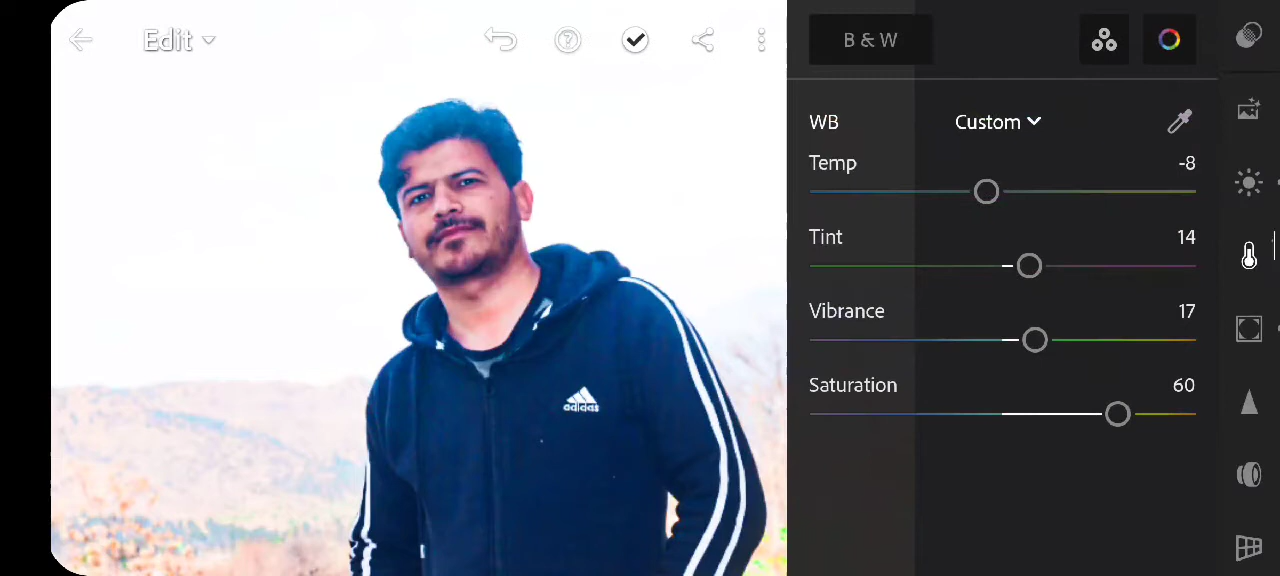 Edit
B & W
WB
Custom
Temp
-8
Tint
14
Vibrance
17
Saturation
60
adidas